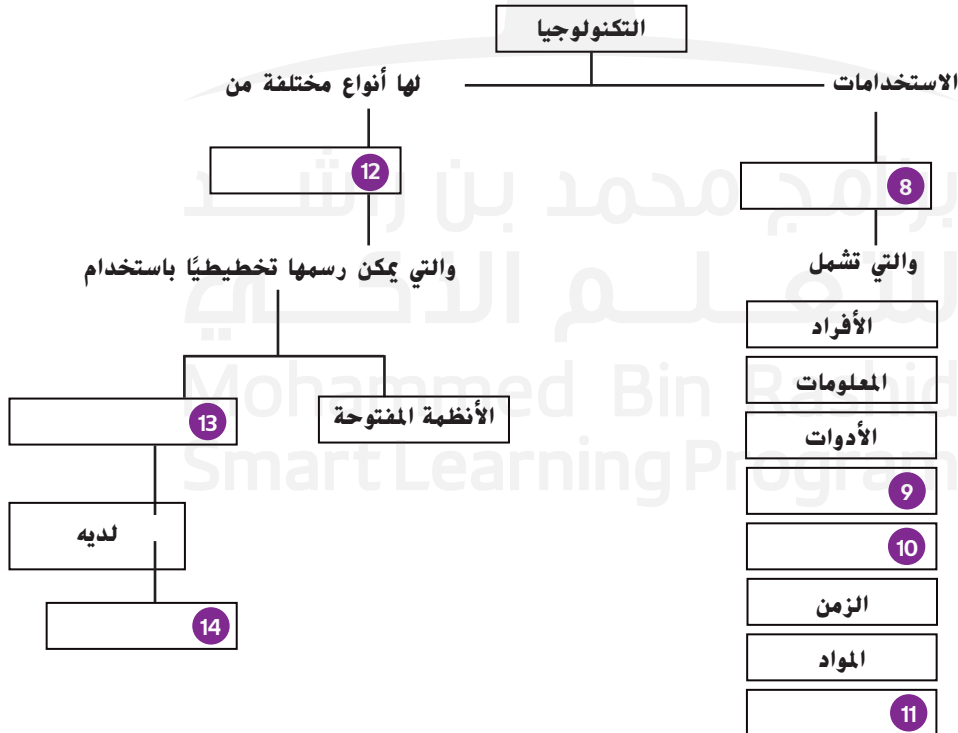 التكنولوجيا
الاستخدامات
لها أنواع مختلفة من
12
8
والتي تشمل
والتي يمكن رسمها تخطيطيًا باستخدام
الأفراد
المعلومات
الأدوات
الأنظمة المفتوحة
13
9
لديه
10
الزمن
14
المواد
11
برنامج محمد بن راشد
للتعلم الذكي
Mohammed Bin Rashid
Smart Learning Program